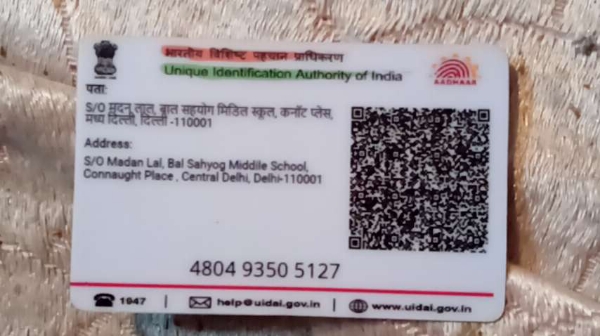 भारतीय विशिष्ट पहचान प्राधिकरण
Unique Identification Authority of India
AADHAAR
पता:
S/O मदन लाल, बाल सहयोग मिडिल स्कूल, कनॉट प्लेस,
मध्य दिल्ली, दिल्ली -110001
Address:
S/O Madan Lal, Bal Sahyog Middile School,
Connaught Place , Central Delhi, Delhi-110001
4804 9350 5127
1947 | help@uidai.gov.in | www.uidai.gov.in